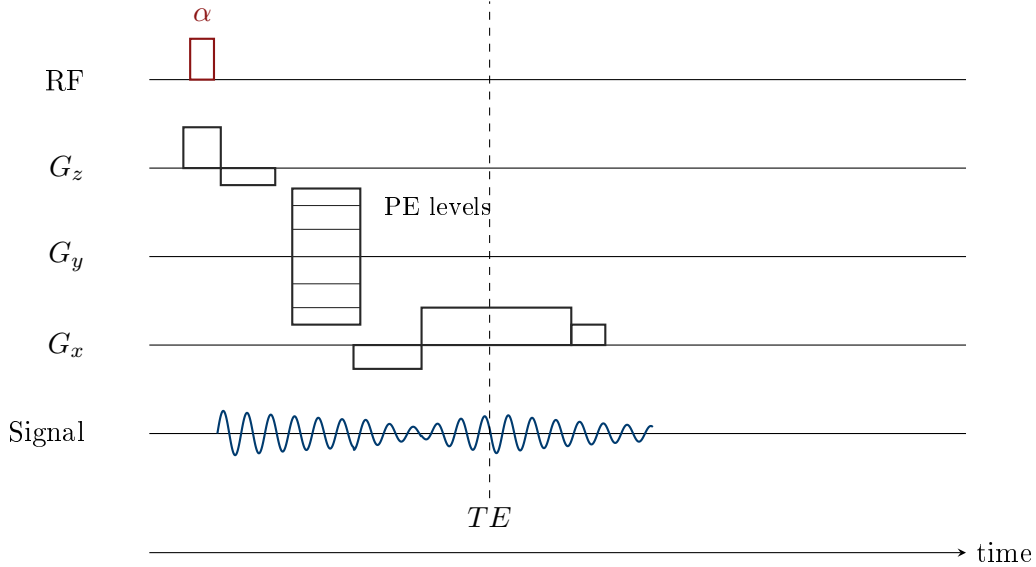 α
RF
G_z
PE levels
G_y
G_x
Signal
TE
time